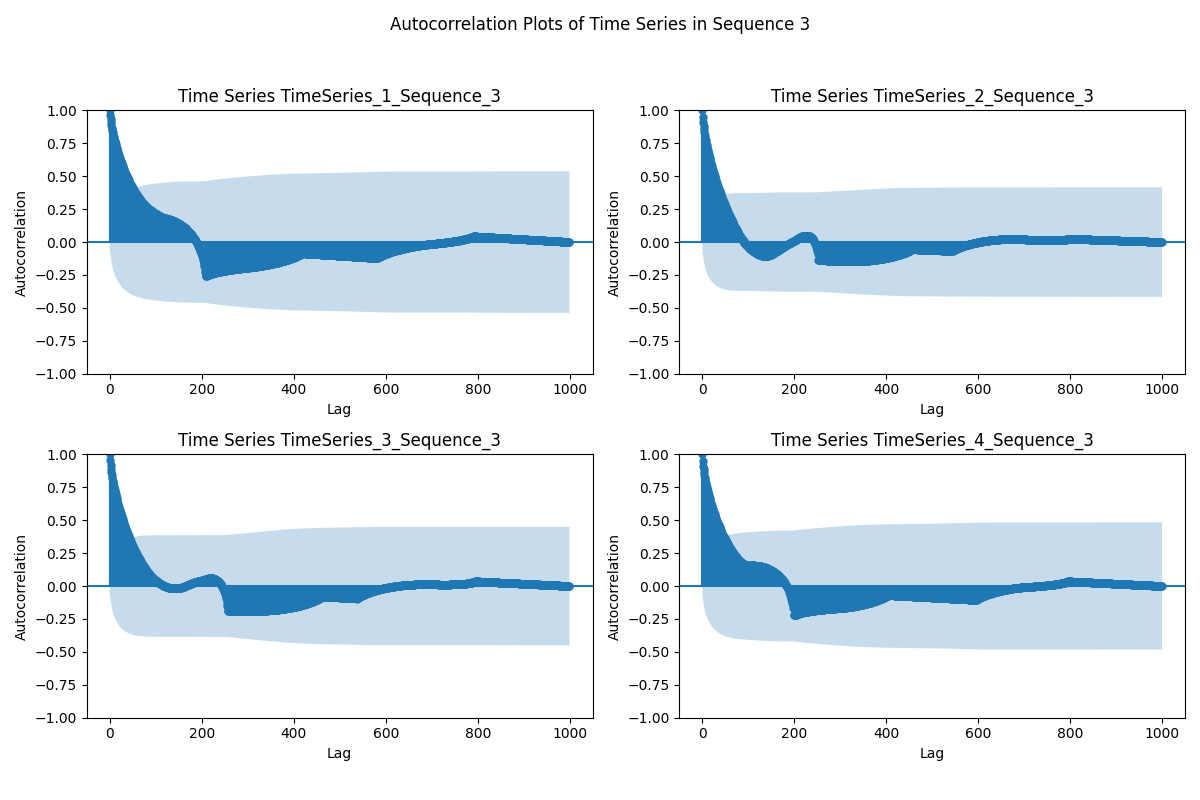 Autocorrelation Plots of Time Series in Sequence 3
Time Series TimeSeries_1_Sequence_3
1.00
0.75
0.50
0.25
0.00
−0.25
−0.50
−0.75
−1.00
Autocorrelation
0 200 400 600 800 1000
Lag
Time Series TimeSeries_2_Sequence_3
1.00
0.75
0.50
0.25
0.00
−0.25
−0.50
−0.75
−1.00
Autocorrelation
0 200 400 600 800 1000
Lag
Time Series TimeSeries_3_Sequence_3
1.00
0.75
0.50
0.25
0.00
−0.25
−0.50
−0.75
−1.00
Autocorrelation
0 200 400 600 800 1000
Lag
Time Series TimeSeries_4_Sequence_3
1.00
0.75
0.50
0.25
0.00
−0.25
−0.50
−0.75
−1.00
Autocorrelation
0 200 400 600 800 1000
Lag